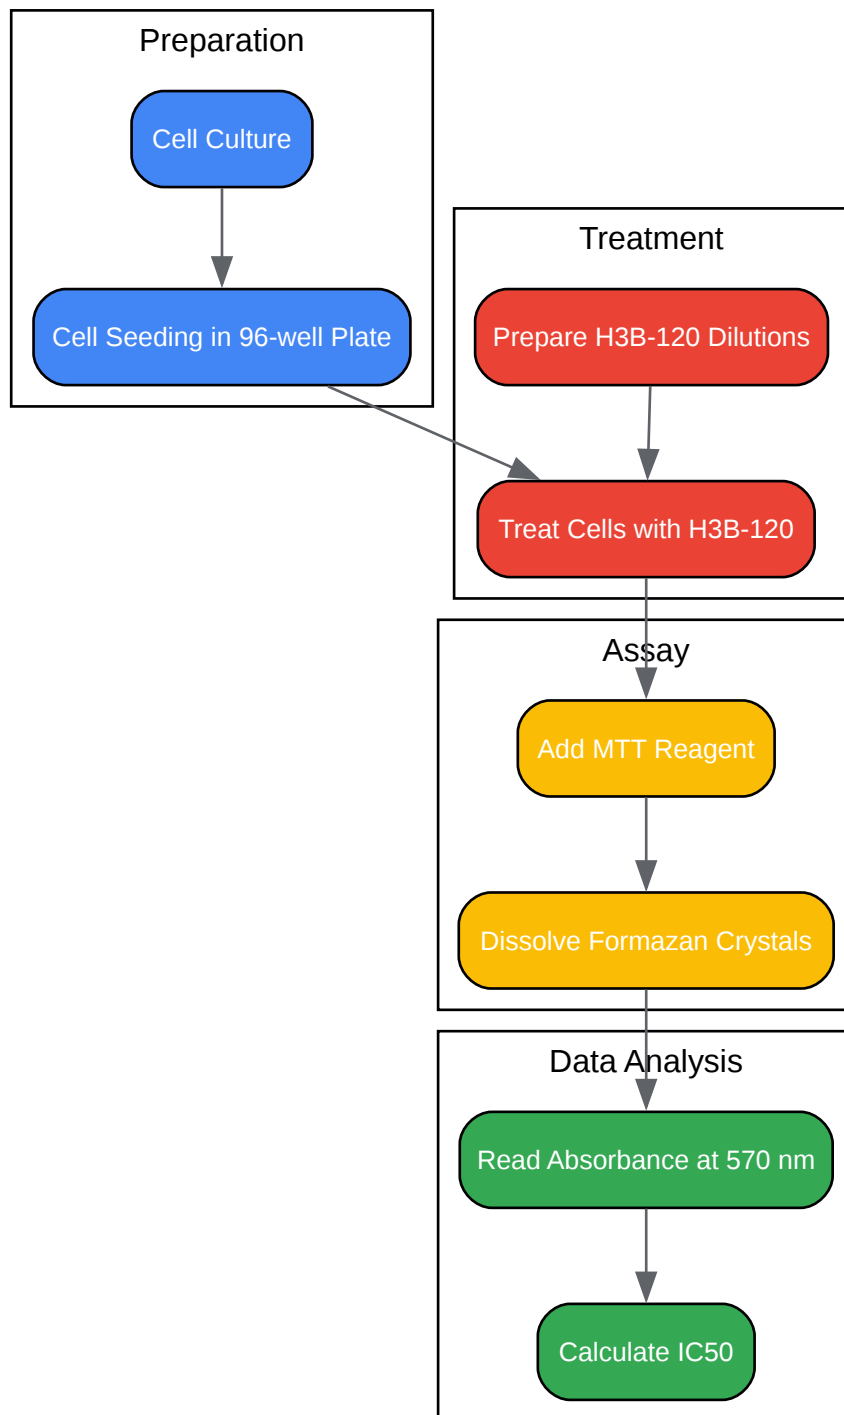 Preparation
Cell Culture
Cell Seeding in 96-well Plate
Treatment
Prepare H3B-120 Dilutions
Treat Cells with H3B-120
Assay
Add MTT Reagent
Dissolve Formazan Crystals
Data Analysis
Read Absorbance at 570 nm
Calculate IC50